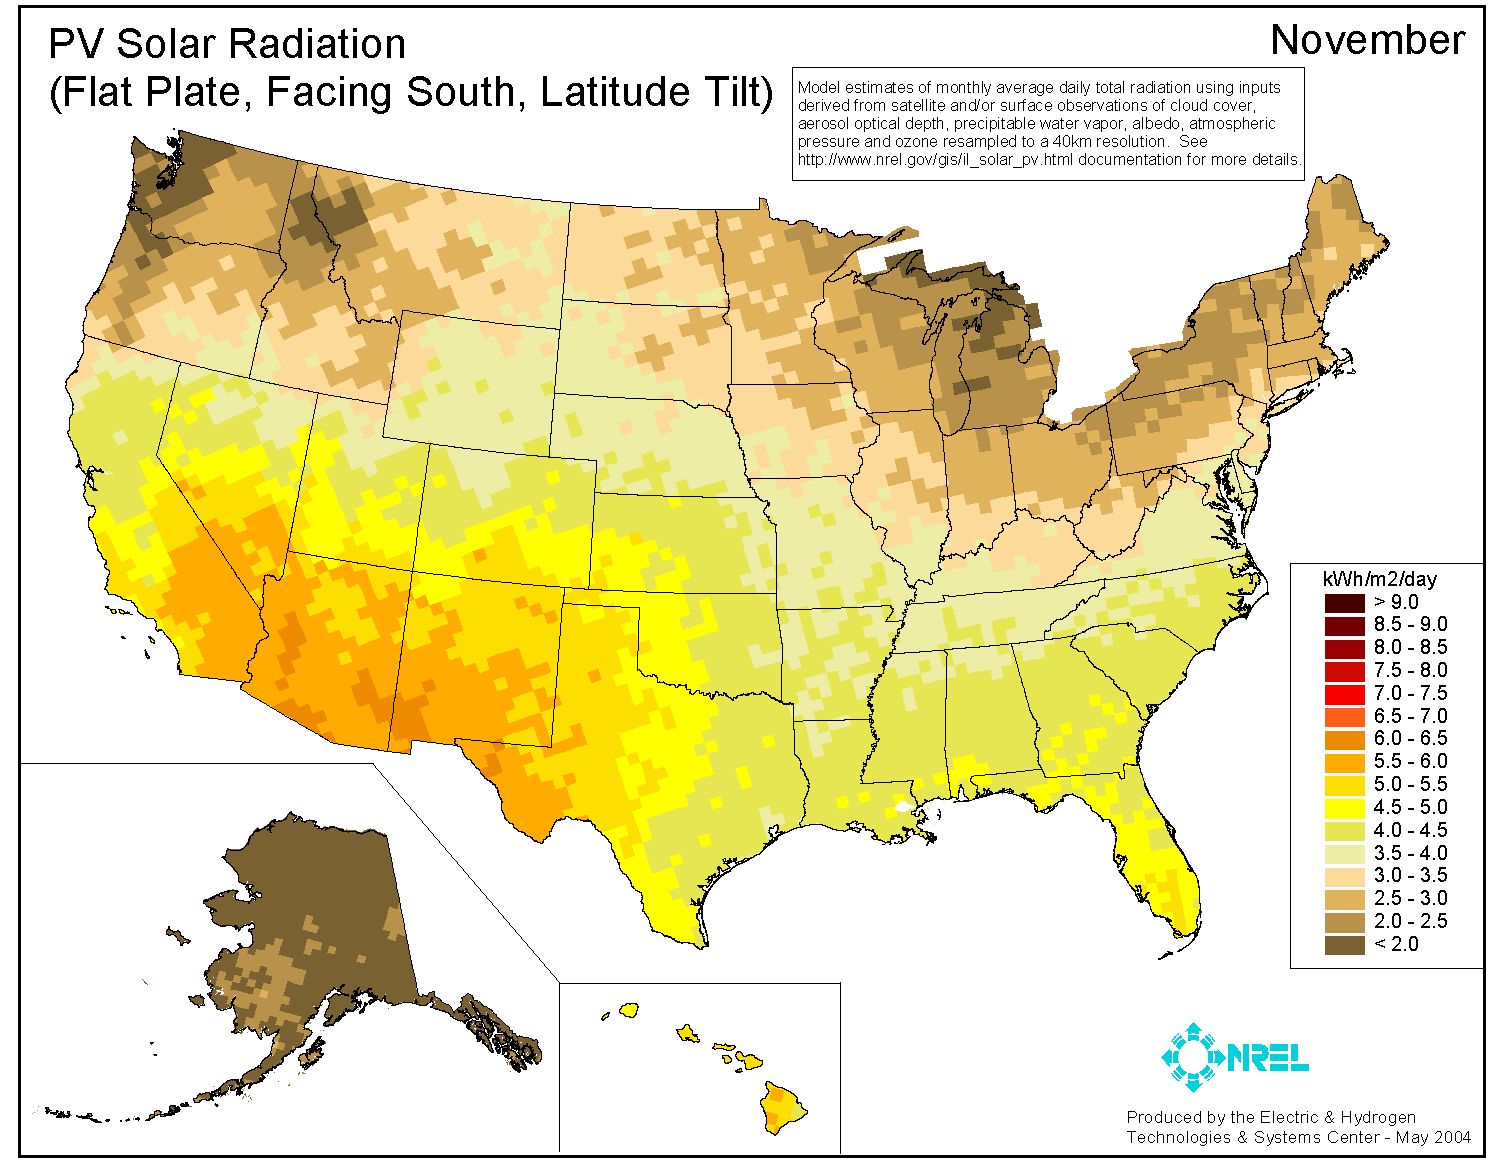 PV Solar Radiation
(Flat Plate, Facing South, Latitude Tilt)
November
Model estimates of monthly average daily total radiation using inputs
derived from satellite and/or surface observations of cloud cover,
aerosol optical depth, precipitable water vapor, albedo, atmospheric
pressure and ozone resampled to a 40km resolution. See
http://www.nrel.gov/gis/il_solar_pv.html documentation for more details.
kWh/m2/day
> 9.0
8.5 - 9.0
8.0 - 8.5
7.5 - 8.0
7.0 - 7.5
6.5 - 7.0
6.0 - 6.5
5.5 - 6.0
5.0 - 5.5
4.5 - 5.0
4.0 - 4.5
3.5 - 4.0
3.0 - 3.5
2.5 - 3.0
2.0 - 2.5
< 2.0
NREL
Produced by the Electric & Hydrogen
Technologies & Systems Center - May 2004